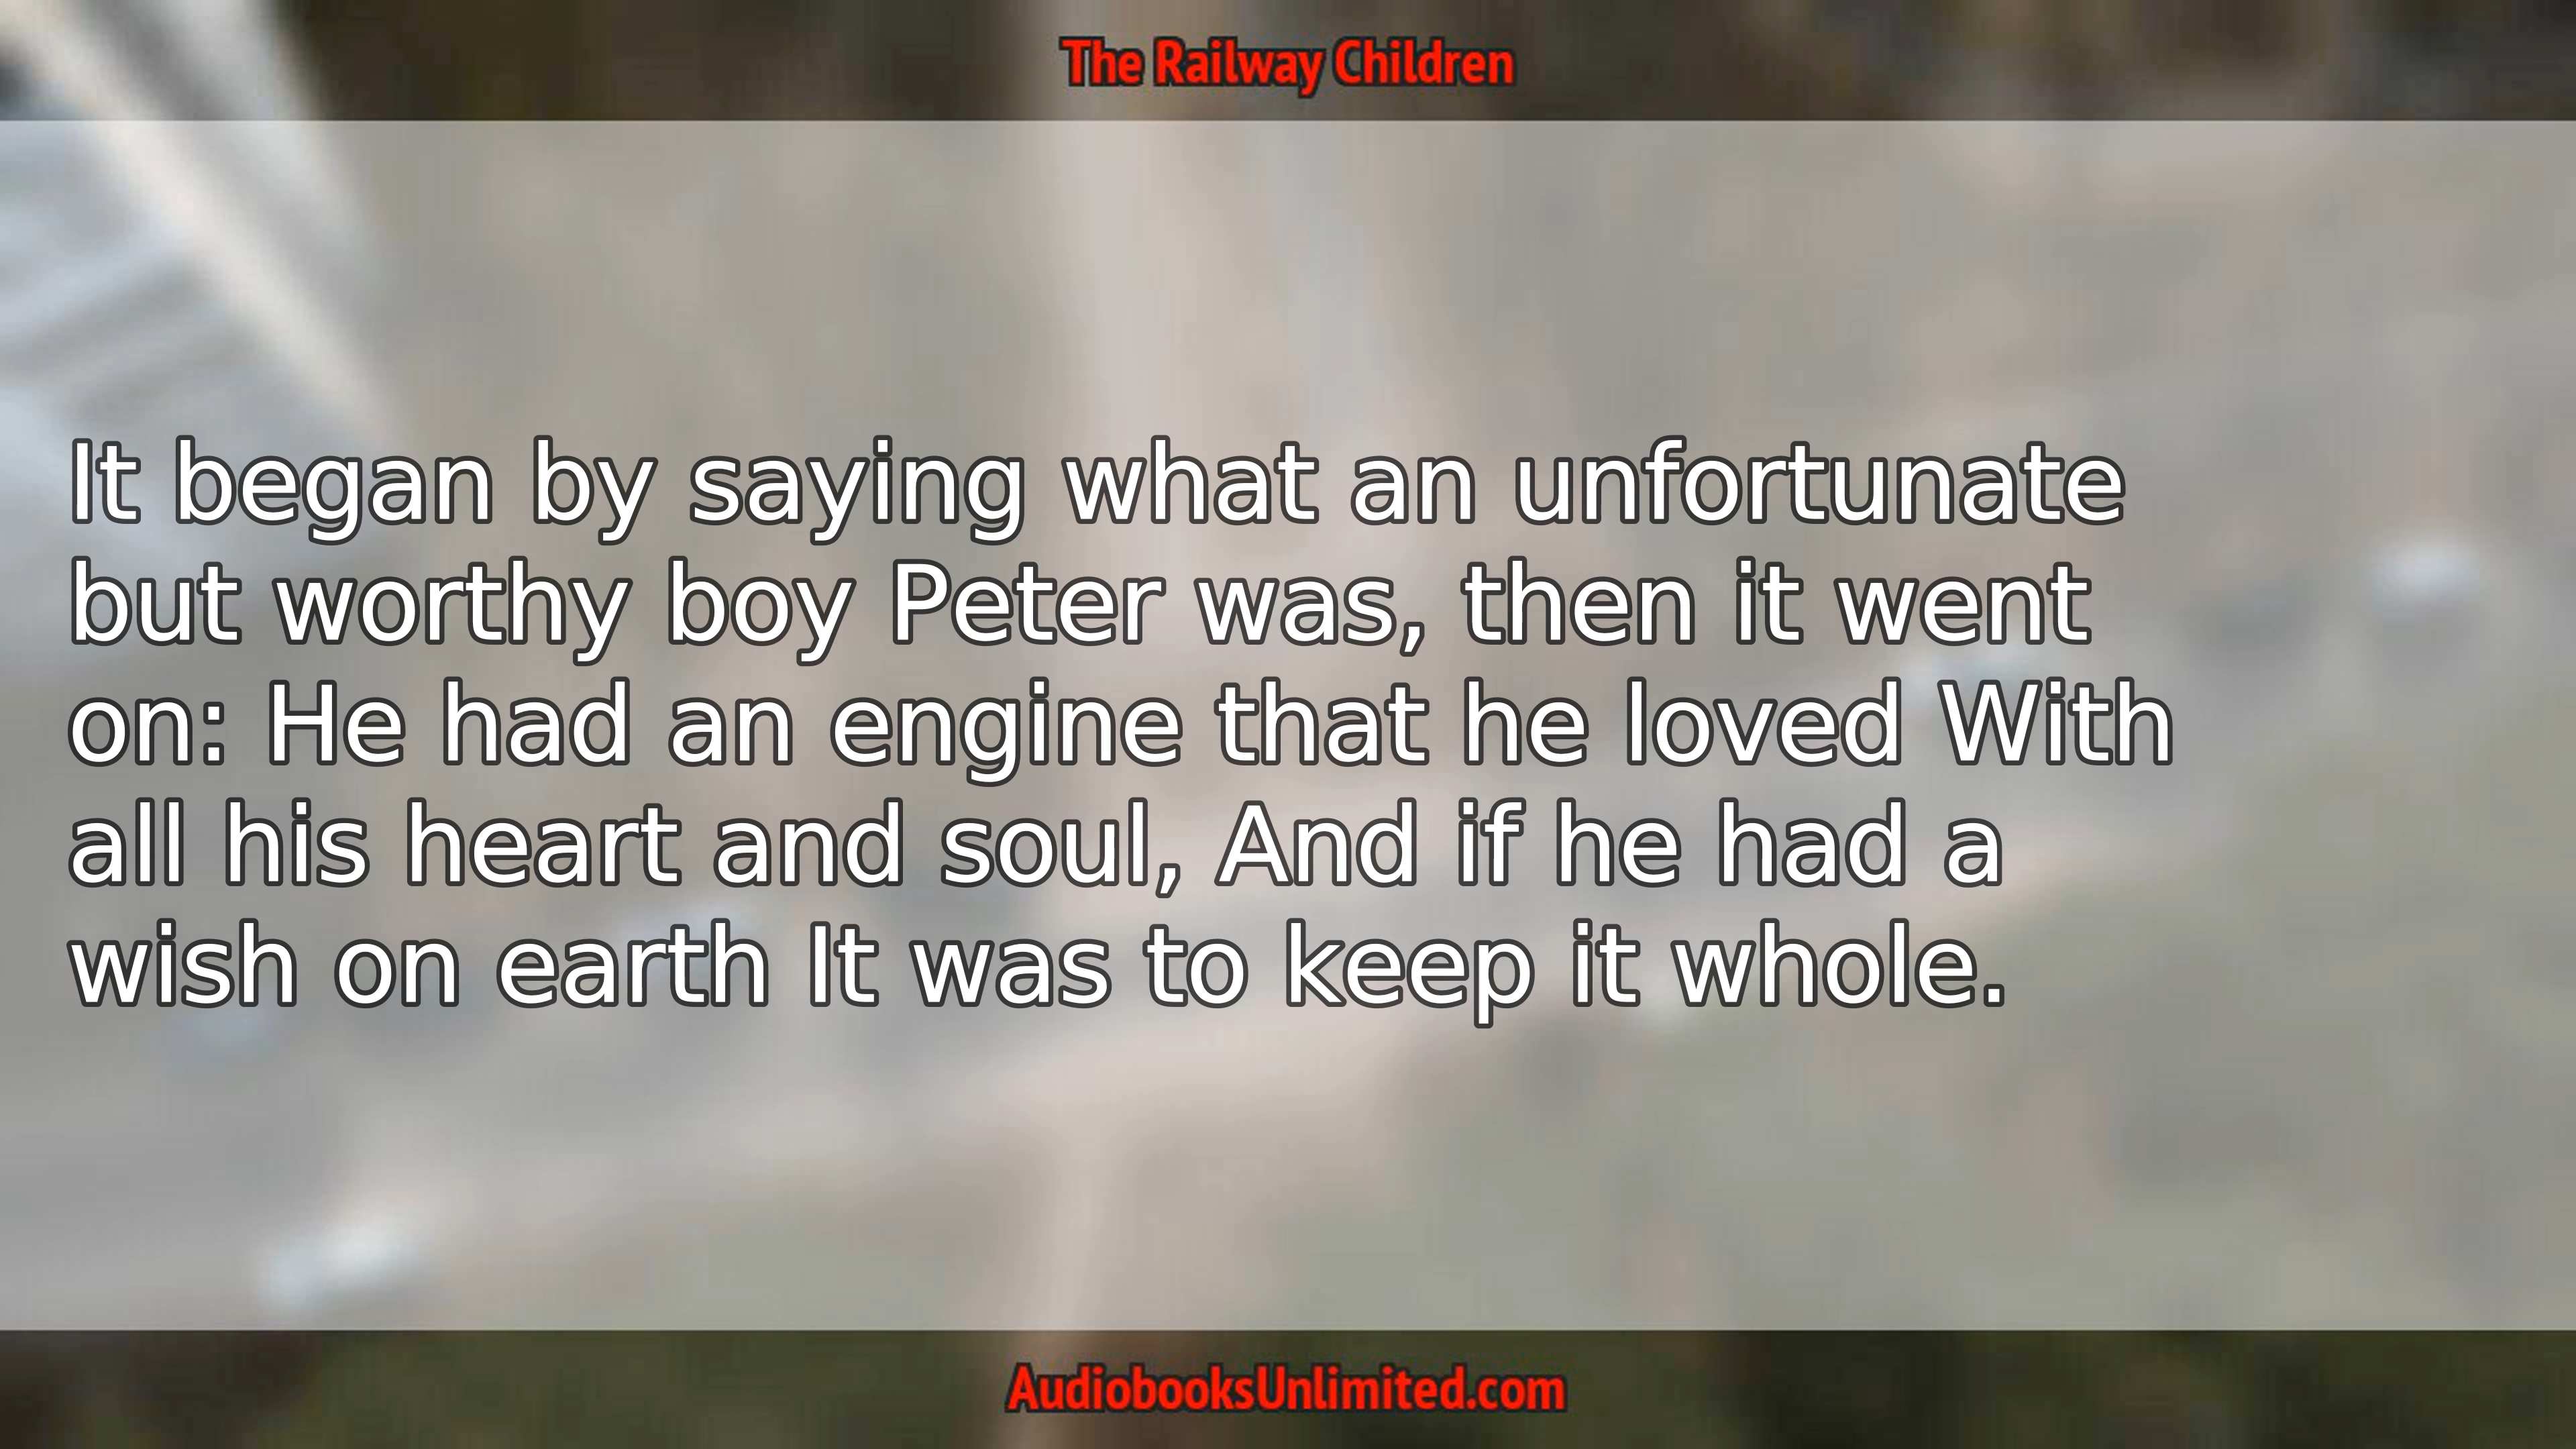 The Railway Children
It began by saying what an unfortunate
but worthy boy Peter was, then it went
on: He had an engine that he loved With
all his heart and soul, And if he had a
wish on earth It was to keep it whole.
AudiobooksUnlimited.com